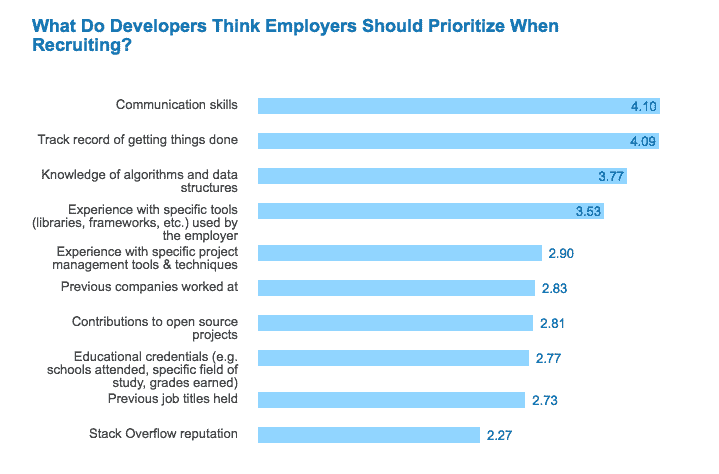 What Do Developers Think Employers Should Prioritize When
Recruiting?
Communication skills
4.10
Track record of getting things done
4.09
Knowledge of algorithms and data
structures
3.77
Experience with specific tools
(libraries, frameworks, etc.) used by
the employer
3.53
Experience with specific project
management tools & techniques
2.90
Previous companies worked at
2.83
Contributions to open source
projects
2.81
Educational credentials (e.g.
schools attended, specific field of
study, grades earned)
2.77
Previous job titles held
2.73
Stack Overflow reputation
2.27